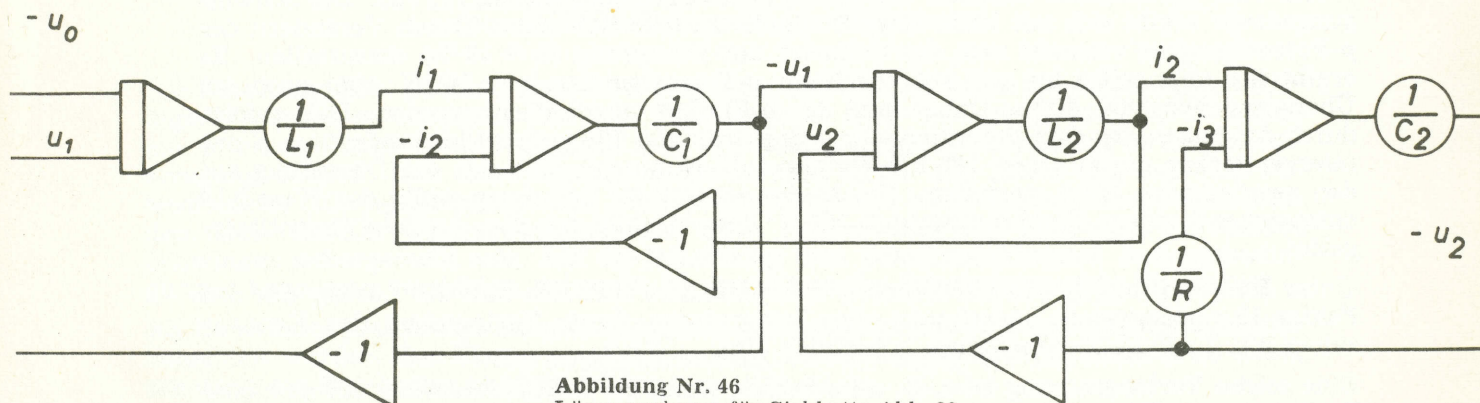 -u0
u1
1/L1
i1
-i2
1/C1
-u1
u2
1/L2
i2
-i3
1/C2
-1
-u2
1/R
-1
-1
Abbildung Nr. 46